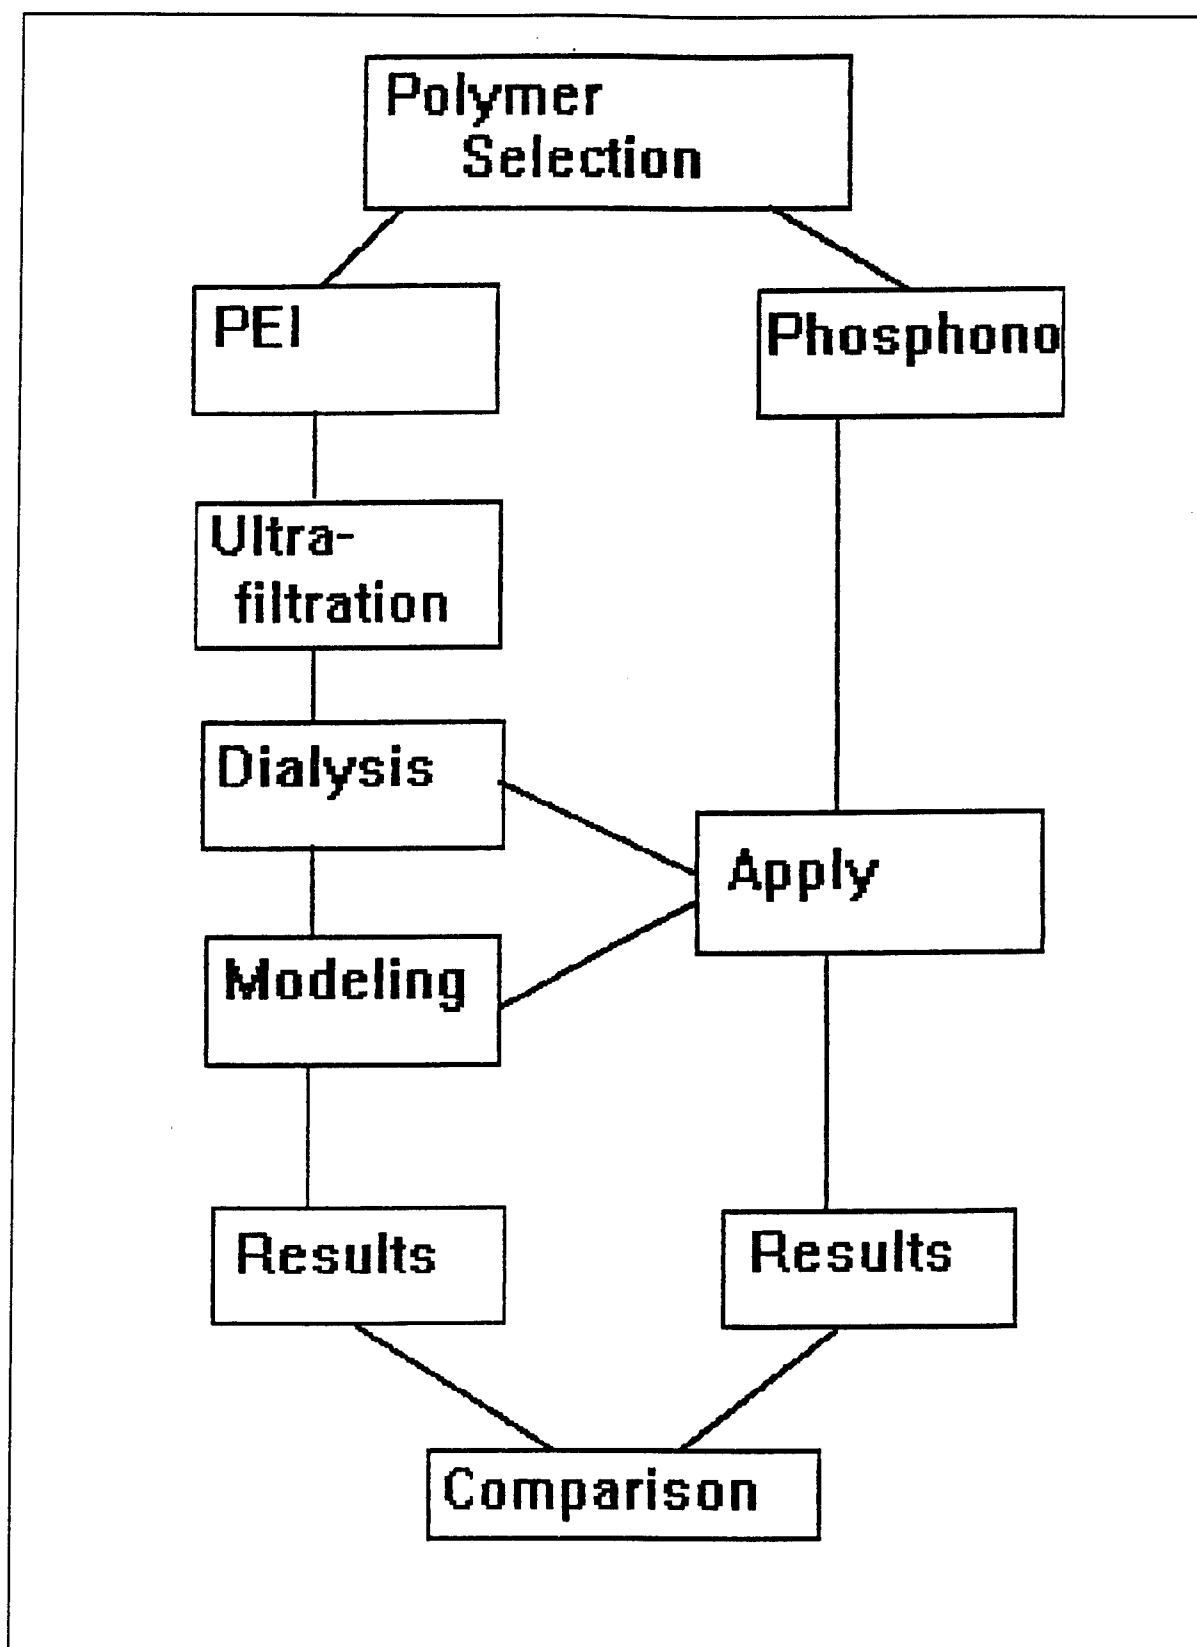 Polymer
Selection
PEI
Phosphono
Ultra-
filtration
Dialysis
Apply
Modeling
Results
Results
Comparison